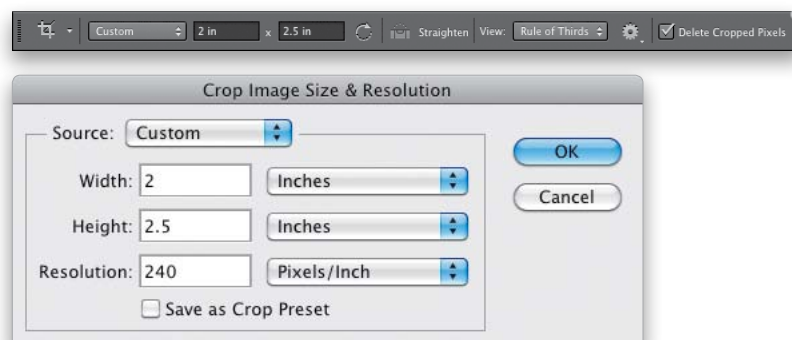 Custom 2 in x 2.5 in Straighten View: Rule of Thirds Delete Cropped Pixels
Crop Image Size & Resolution
Source: Custom
OK
Width: 2 Inches
Cancel
Height: 2.5 Inches
Resolution: 240 Pixels/Inch
Save as Crop Preset